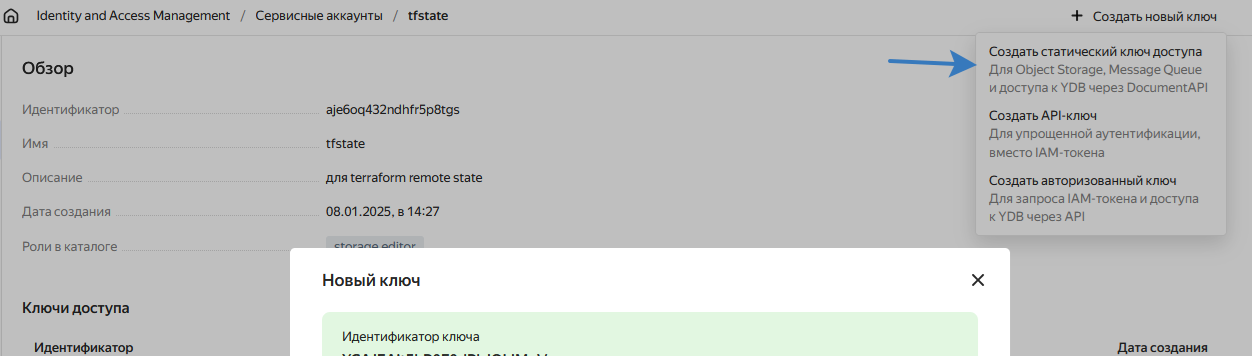 Identity and Access Management / Сервисные аккаунты / tfstate
+ Создать новый ключ
Создать статический ключ доступа
Для Object Storage, Message Queue
и доступа к YDB через DocumentAPI
Создать API-ключ
Для упрощенной аутентификации,
вместо IAM-токена
Создать авторизованный ключ
Для запроса IAM-токена и доступа
к YDB через API
Обзор
Идентификатор aje6oq432ndhfr5p8tgs
Имя tfstate
Описание для terraform remote state
Дата создания 08.01.2025, в 14:27
Роли в каталоге storage.editor
Новый ключ
Ключи доступа
Идентификатор ключа
Идентификатор
Дата создания